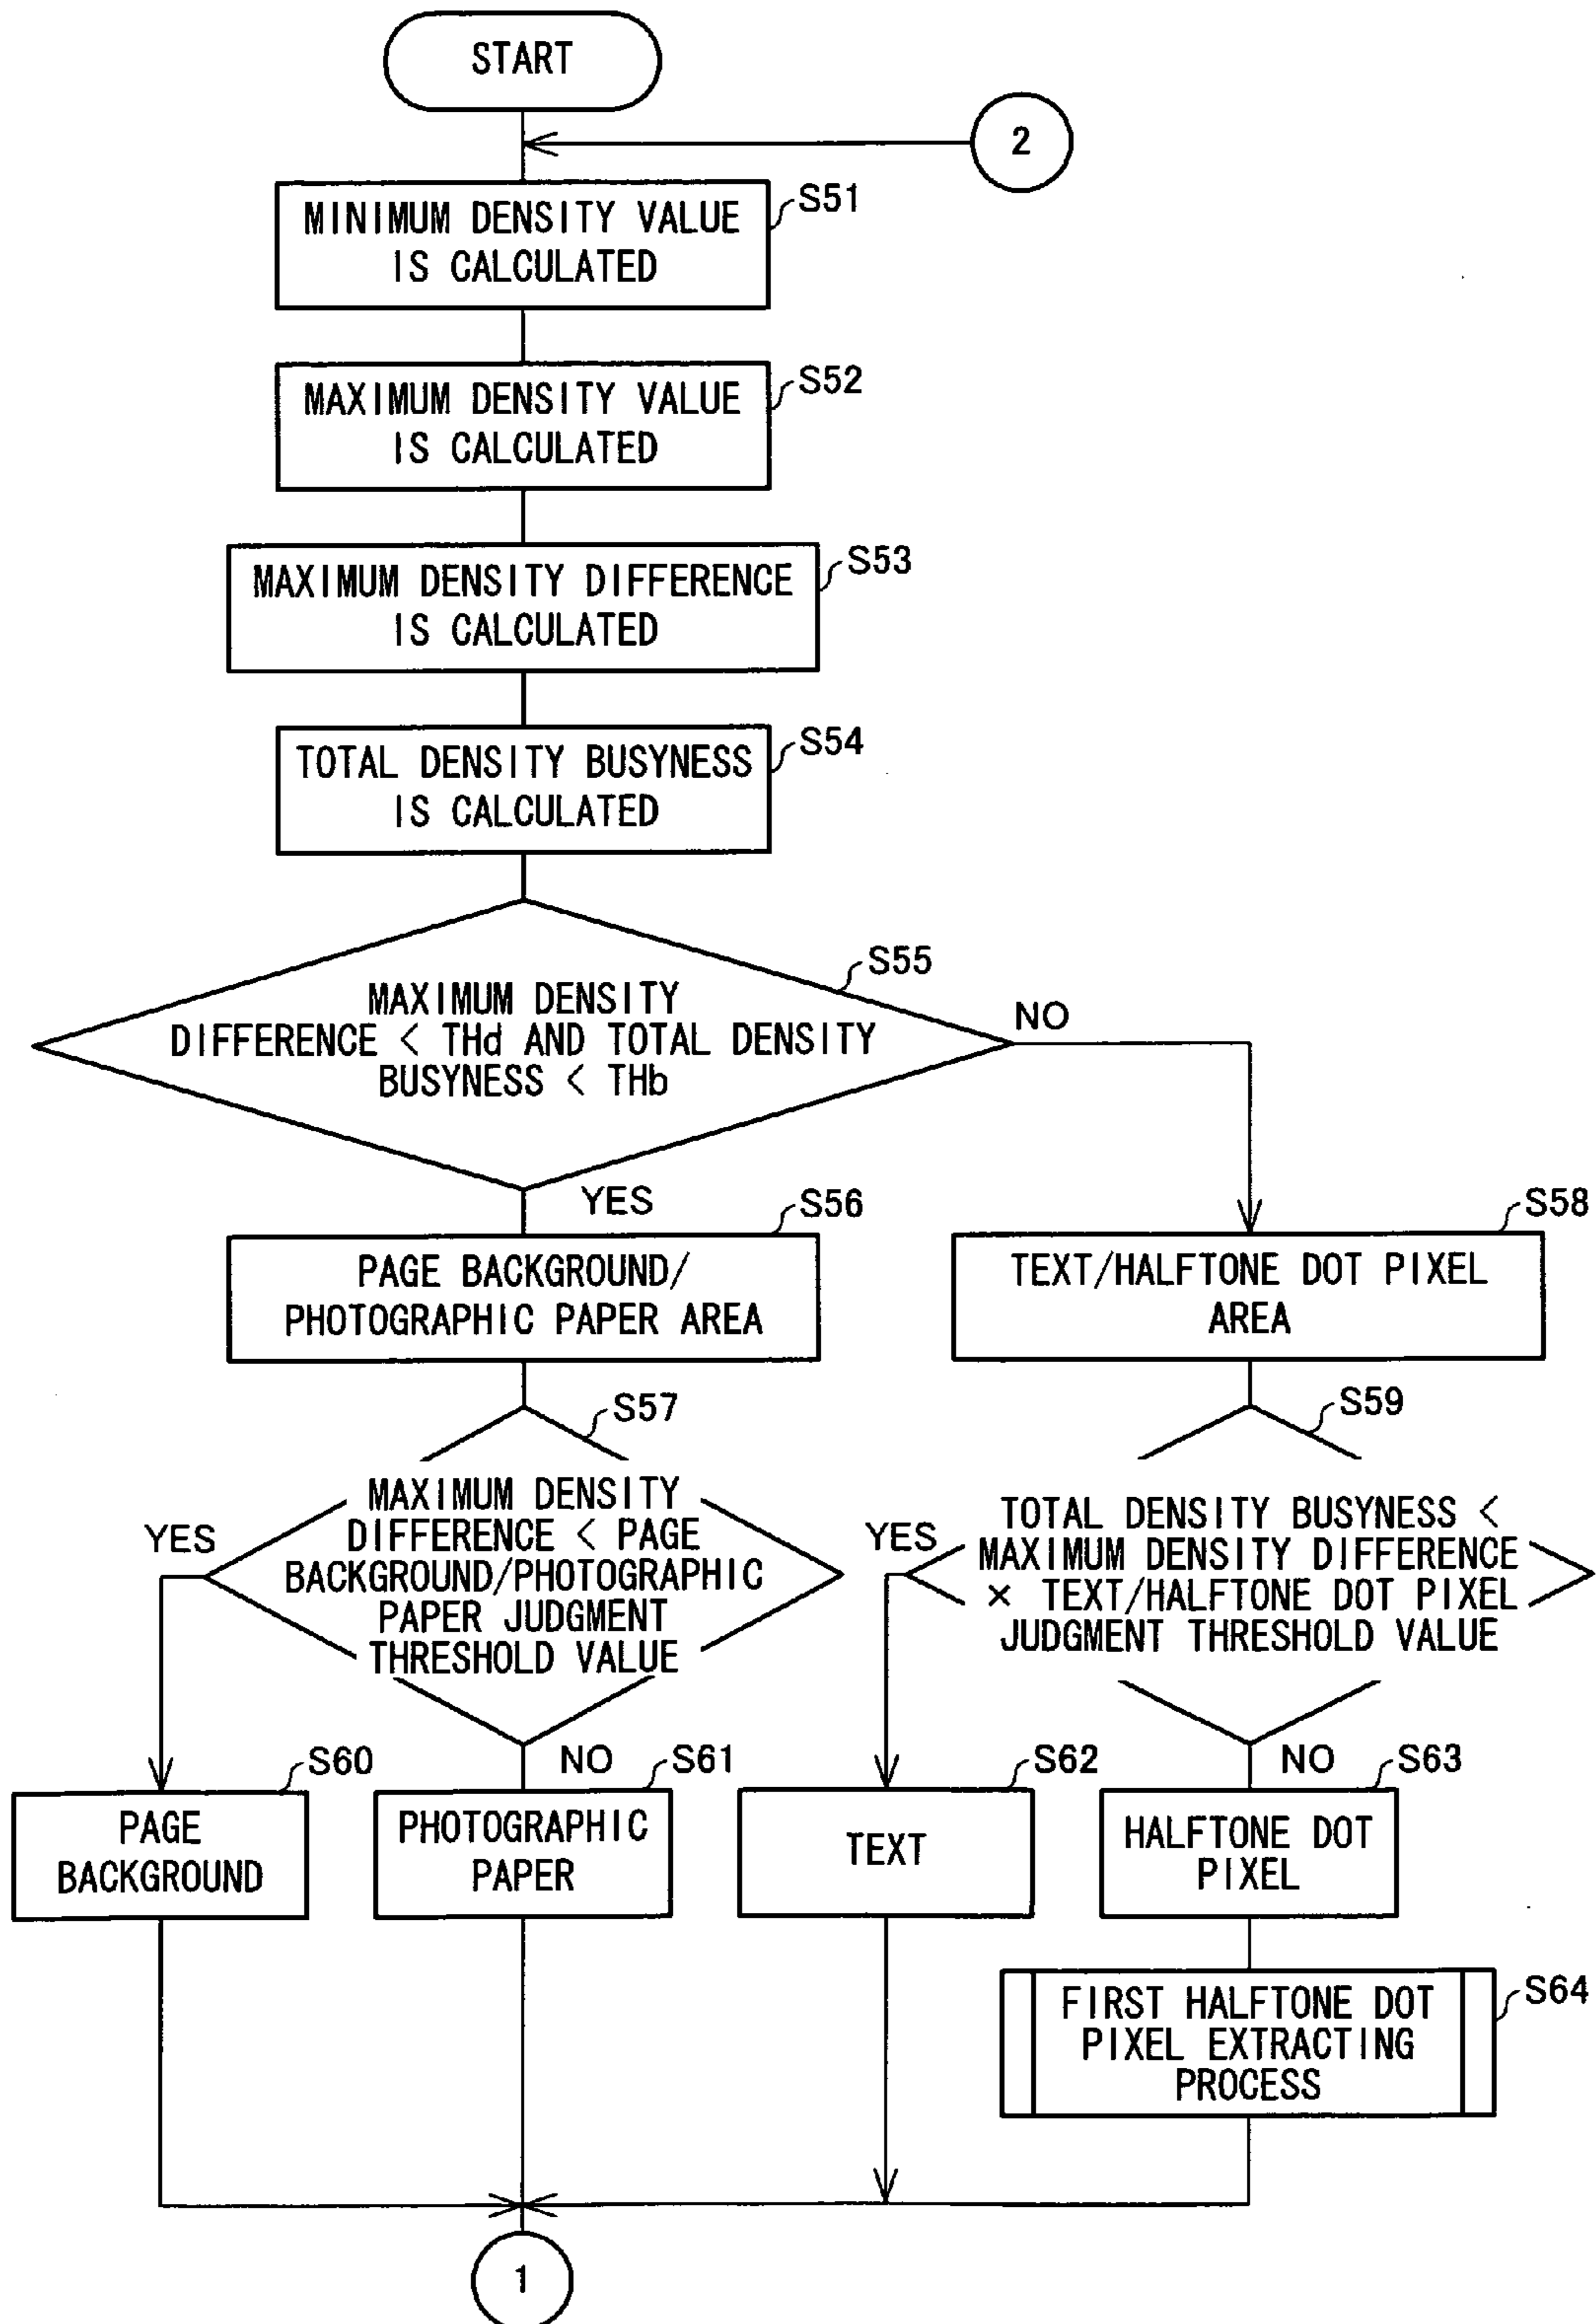 START
2
S51
MINIMUM DENSITY VALUE
IS CALCULATED
S52
MAXIMUM DENSITY VALUE
IS CALCULATED
S53
MAXIMUM DENSITY DIFFERENCE
IS CALCULATED
S54
TOTAL DENSITY BUSYNESS
IS CALCULATED
S55
MAXIMUM DENSITY
DIFFERENCE < THd AND TOTAL DENSITY
BUSYNESS < THb
NO
YES
S56
PAGE BACKGROUND/
PHOTOGRAPHIC PAPER AREA
S58
TEXT/HALFTONE DOT PIXEL
AREA
S57
MAXIMUM DENSITY
DIFFERENCE < PAGE
BACKGROUND/PHOTOGRAPHIC
PAPER JUDGMENT
THRESHOLD VALUE
YES
NO
S59
TOTAL DENSITY BUSYNESS <
MAXIMUM DENSITY DIFFERENCE
× TEXT/HALFTONE DOT PIXEL
JUDGMENT THRESHOLD VALUE
YES
NO
S60
PAGE
BACKGROUND
S61
PHOTOGRAPHIC
PAPER
S62
TEXT
S63
HALFTONE DOT
PIXEL
S64
FIRST HALFTONE DOT
PIXEL EXTRACTING
PROCESS
1